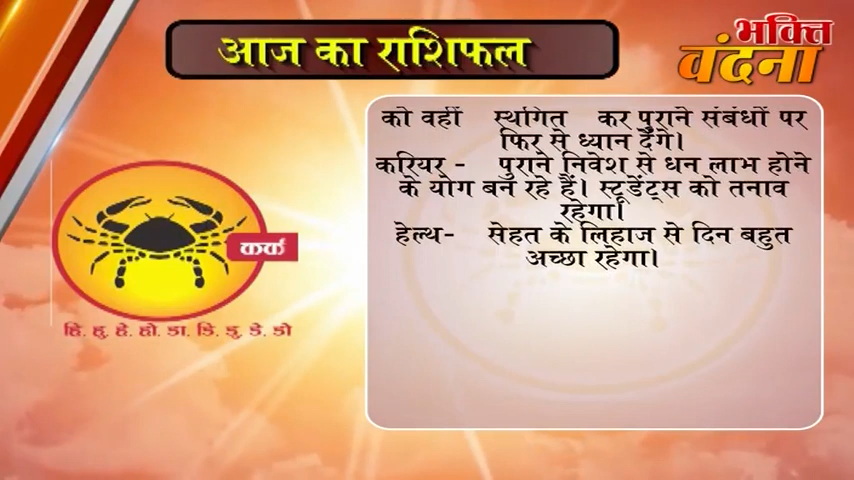 आज का राशिफल
भक्ति
वंदना
को वहीं स्थगित कर पुराने संबंधों पर
फिर से ध्यान देंगे।
करियर - पुराने निवेश से धन लाभ होने
के योग बन रहे हैं। स्टूडेंट्स को तनाव
रहेगा।
हेल्थ- सेहत के लिहाज से दिन बहुत
अच्छा रहेगा।
कर्क
हि. हु. हे. हो. डा. डि. डु. डे. डो